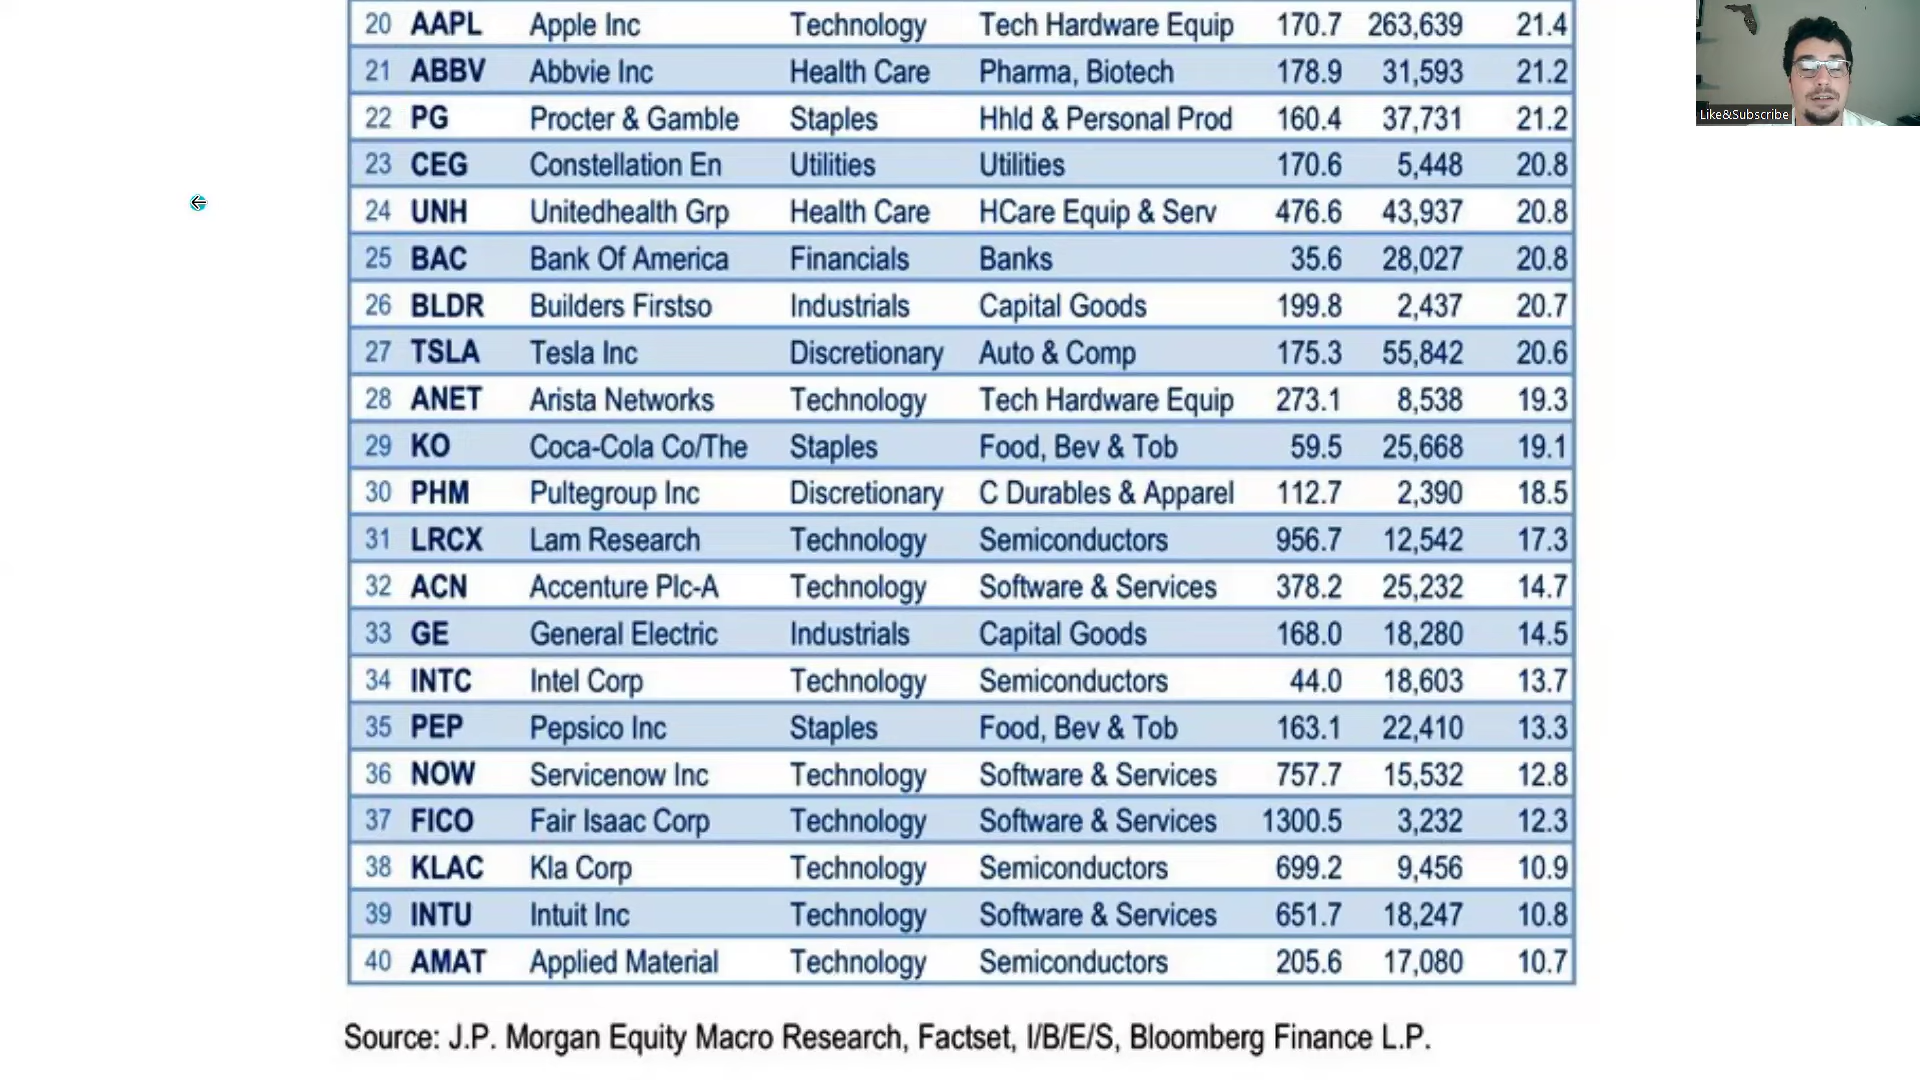 20 AAPL Apple Inc Technology Tech Hardware Equip 170.7 263,639 21.4
21 ABBV Abbvie Inc Health Care Pharma, Biotech 178.9 31,593 21.2
22 PG Procter & Gamble Staples Hhld & Personal Prod 160.4 37,731 21.2
23 CEG Constellation En Utilities Utilities 170.6 5,448 20.8
24 UNH Unitedhealth Grp Health Care HCare Equip & Serv 476.6 43,937 20.8
25 BAC Bank Of America Financials Banks 35.6 28,027 20.8
26 BLDR Builders Firstso Industrials Capital Goods 199.8 2,437 20.7
27 TSLA Tesla Inc Discretionary Auto & Comp 175.3 55,842 20.6
28 ANET Arista Networks Technology Tech Hardware Equip 273.1 8,538 19.3
29 KO Coca-Cola Co/The Staples Food, Bev & Tob 59.5 25,668 19.1
30 PHM Pultegroup Inc Discretionary C Durables & Apparel 112.7 2,390 18.5
31 LRCX Lam Research Technology Semiconductors 956.7 12,542 17.3
32 ACN Accenture Plc-A Technology Software & Services 378.2 25,232 14.7
33 GE General Electric Industrials Capital Goods 168.0 18,280 14.5
34 INTC Intel Corp Technology Semiconductors 44.0 18,603 13.7
35 PEP Pepsico Inc Staples Food, Bev & Tob 163.1 22,410 13.3
36 NOW Servicenow Inc Technology Software & Services 757.7 15,532 12.8
37 FICO Fair Isaac Corp Technology Software & Services 1300.5 3,232 12.3
38 KLAC Kla Corp Technology Semiconductors 699.2 9,456 10.9
39 INTU Intuit Inc Technology Software & Services 651.7 18,247 10.8
40 AMAT Applied Material Technology Semiconductors 205.6 17,080 10.7
Source: J.P. Morgan Equity Macro Research, Factset, I/B/E/S, Bloomberg Finance L.P.
Like&Subscribe